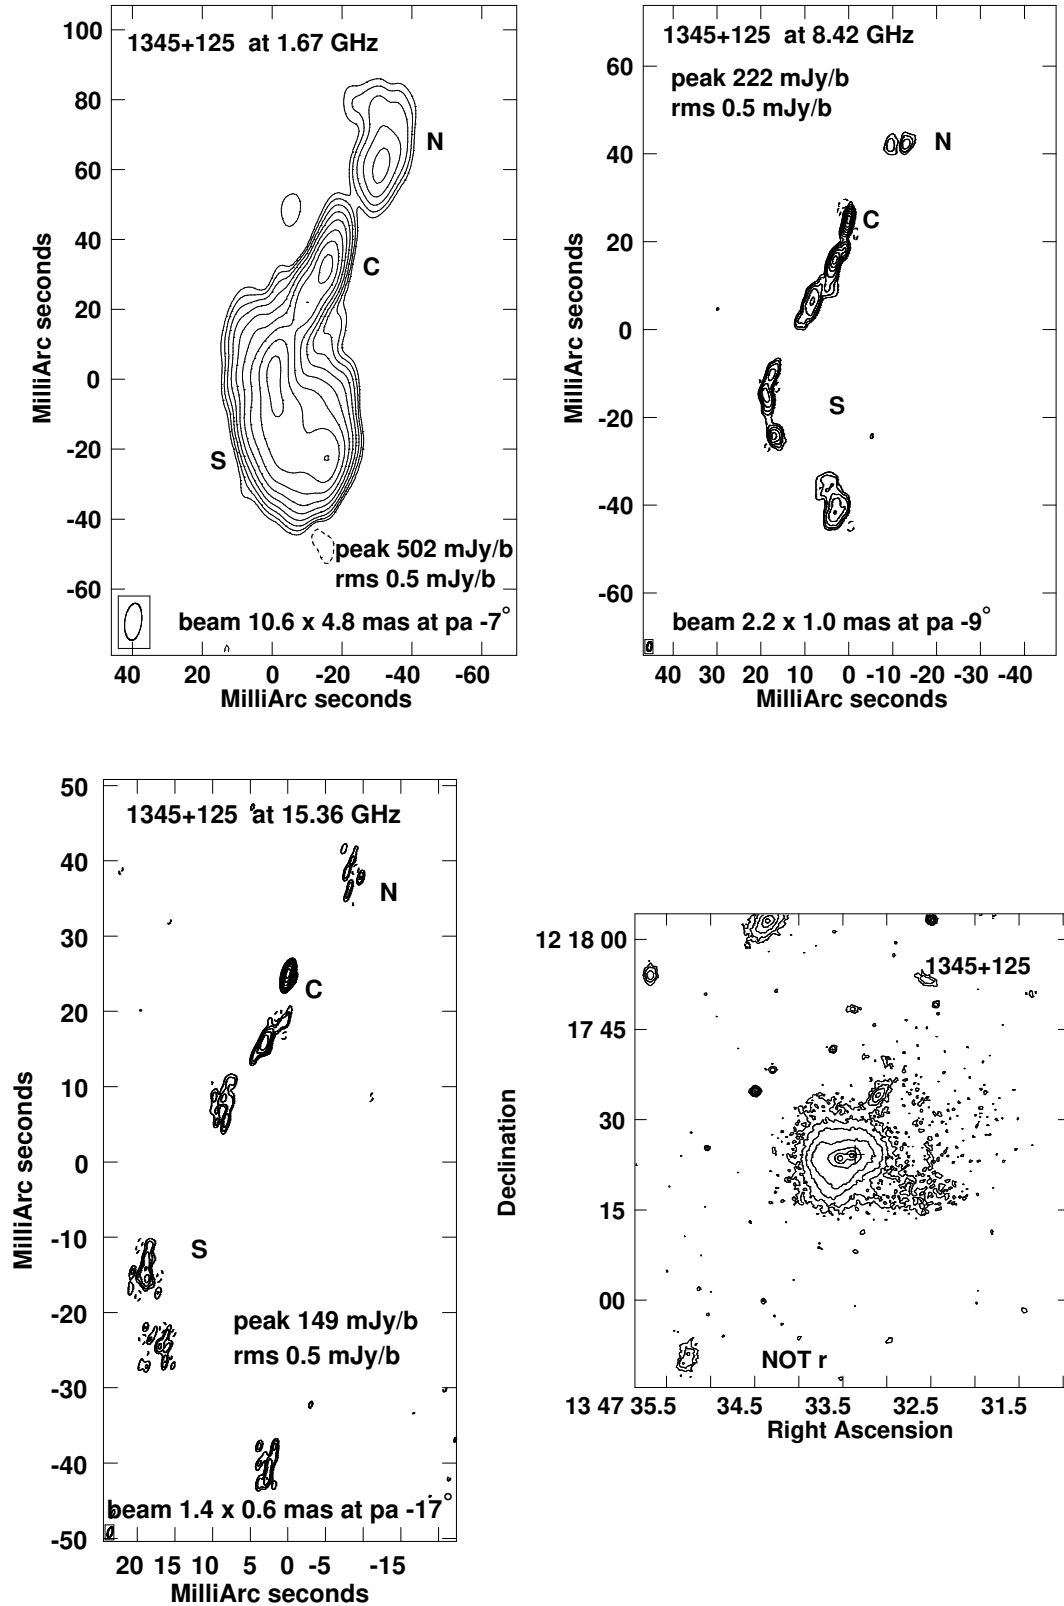 1345+125 at 1.67 GHz
100
80
60
40
20
0
-20
-40
-60
MilliArc seconds
N
C
S
peak 502 mJy/b
rms 0.5 mJy/b
beam 10.6 x 4.8 mas at pa -7°
40 20 0 -20 -40 -60
MilliArc seconds
1345+125 at 8.42 GHz
peak 222 mJy/b
rms 0.5 mJy/b
60
40
20
0
-20
-40
-60
MilliArc seconds
N
C
S
beam 2.2 x 1.0 mas at pa -9°
40 30 20 10 0 -10 -20 -30 -40
MilliArc seconds
1345+125 at 15.36 GHz
50
40
30
20
10
0
-10
-20
-30
-40
-50
MilliArc seconds
N
C
S
peak 149 mJy/b
rms 0.5 mJy/b
beam 1.4 x 0.6 mas at pa -17°
20 15 10 5 0 -5 -15
MilliArc seconds
1345+125
12 18 00
17 45
30
15
00
Declination
NOT r
13 47 35.5 34.5 33.5 32.5 31.5
Right Ascension